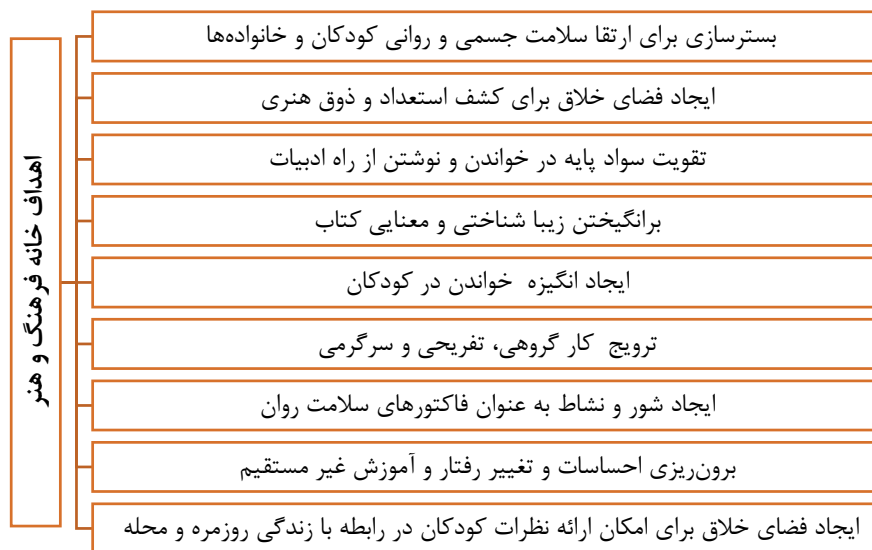 اهداف خانه فرهنگ و هنر
بسترسازی برای ارتقا سلامت جسمی و روانی کودکان و خانواده‌ها
ایجاد فضای خلاق برای کشف استعداد و ذوق هنری
تقویت سواد پایه در خواندن و نوشتن از راه ادبیات
برانگیختن زیبا شناختی و معنایی کتاب
ایجاد انگیزه خواندن در کودکان
ترویج کار گروهی، تفریحی و سرگرمی
ایجاد شور و نشاط به عنوان فاکتورهای سلامت روان
برون‌ریزی احساسات و تغییر رفتار و آموزش غیر مستقیم
ایجاد فضای خلاق برای امکان ارائه نظرات کودکان در رابطه با زندگی روزمره و محله